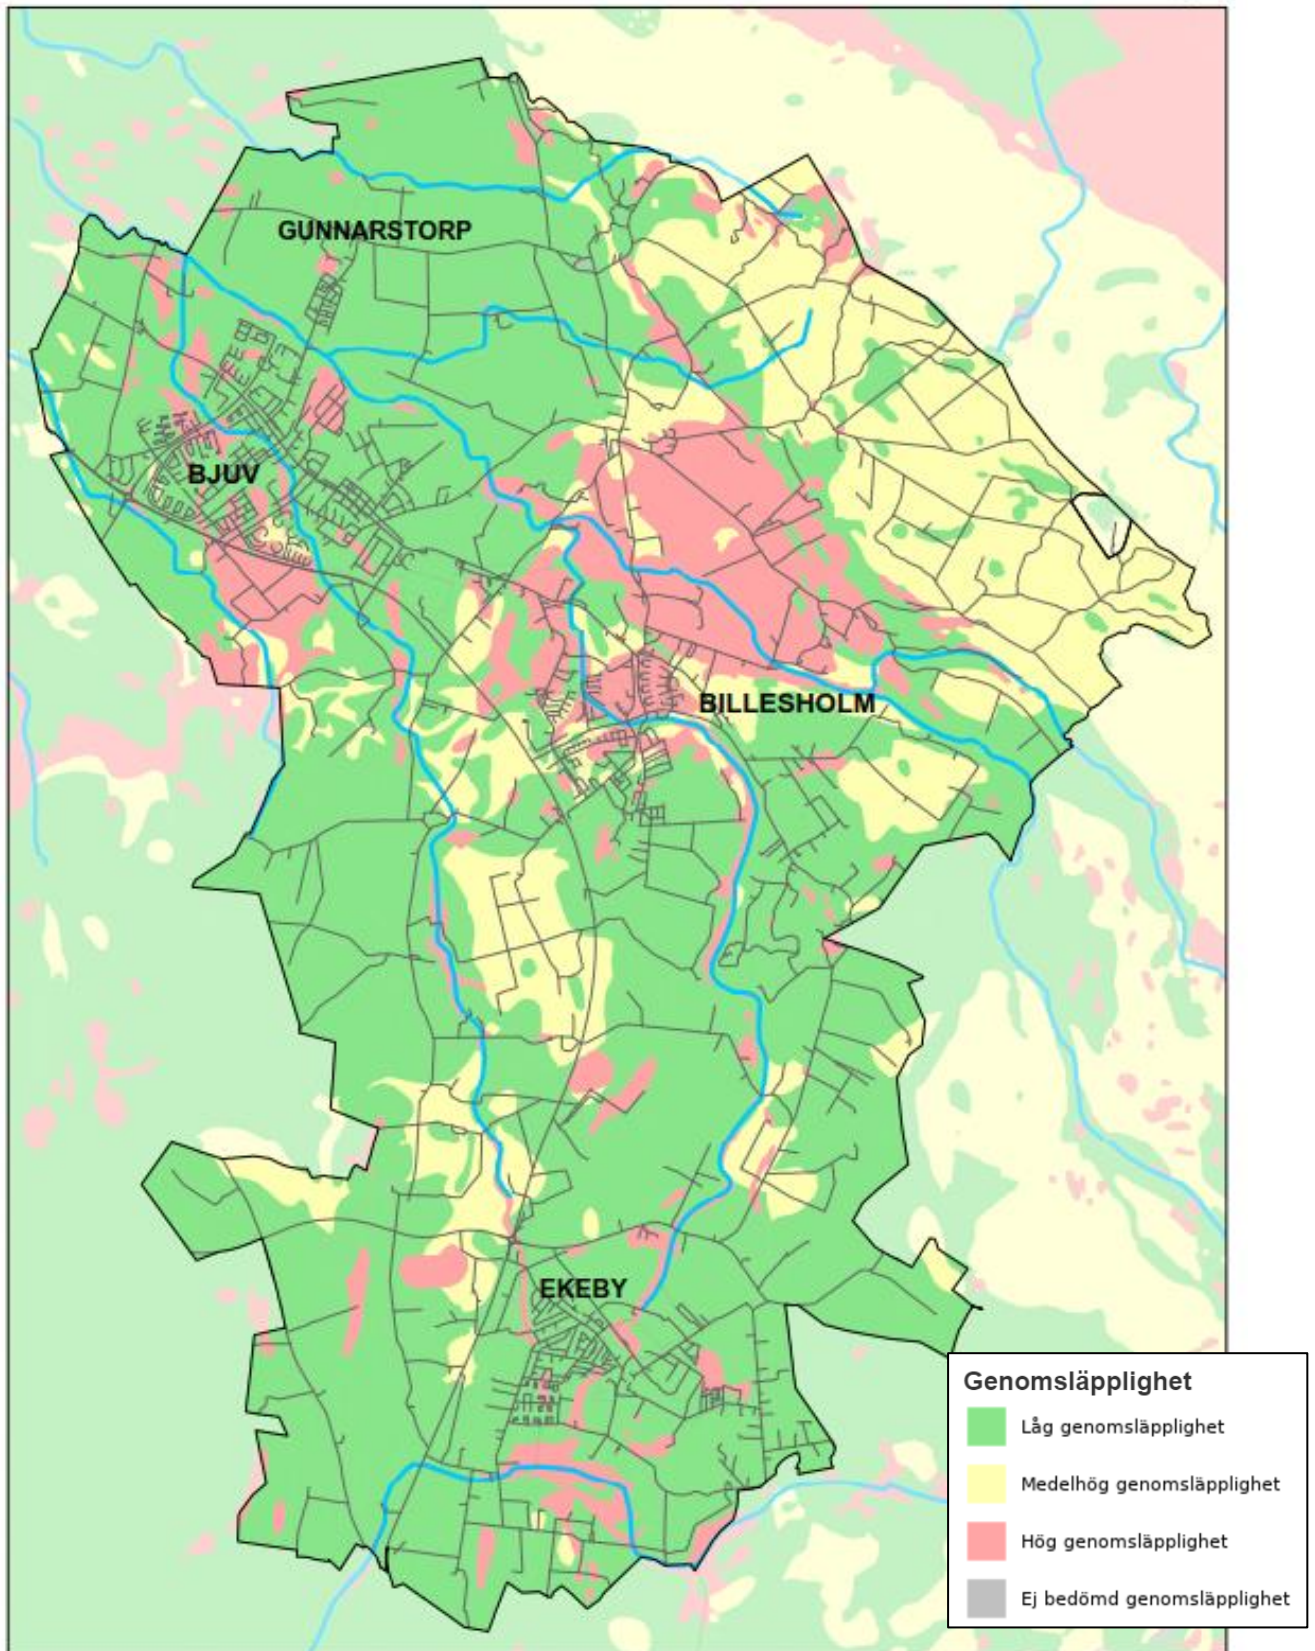 GUNNARSTORP
BJUV
BILLESHOLM
EKEBY
Genomsläpplighet
Låg genomsläpplighet
Medelhög genomsläpplighet
Hög genomsläpplighet
Ej bedömd genomsläpplighet